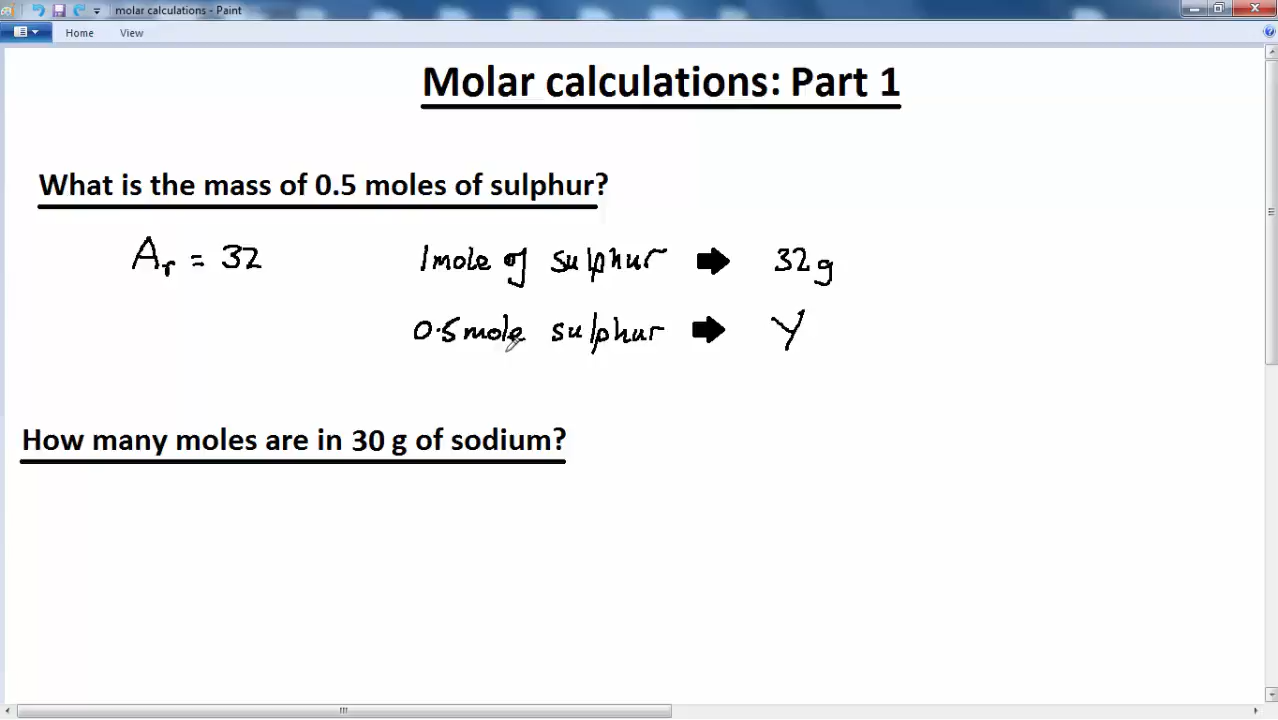 molar calculations - Paint
Home View
Molar calculations: Part 1
What is the mass of 0.5 moles of sulphur?
Ar = 32 1mole of sulphur ➡ 32g
0.5mole sulphur ➡ Y
How many moles are in 30 g of sodium?